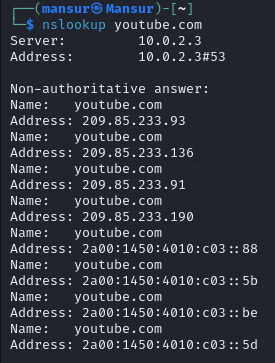 ┌──(mansur㉿Mansur)-[~]
└─$ nslookup youtube.com
Server:         10.0.2.3
Address:        10.0.2.3#53

Non-authoritative answer:
Name:   youtube.com
Address: 209.85.233.93
Name:   youtube.com
Address: 209.85.233.136
Name:   youtube.com
Address: 209.85.233.91
Name:   youtube.com
Address: 209.85.233.190
Name:   youtube.com
Address: 2a00:1450:4010:c03::88
Name:   youtube.com
Address: 2a00:1450:4010:c03::5b
Name:   youtube.com
Address: 2a00:1450:4010:c03::be
Name:   youtube.com
Address: 2a00:1450:4010:c03::5d